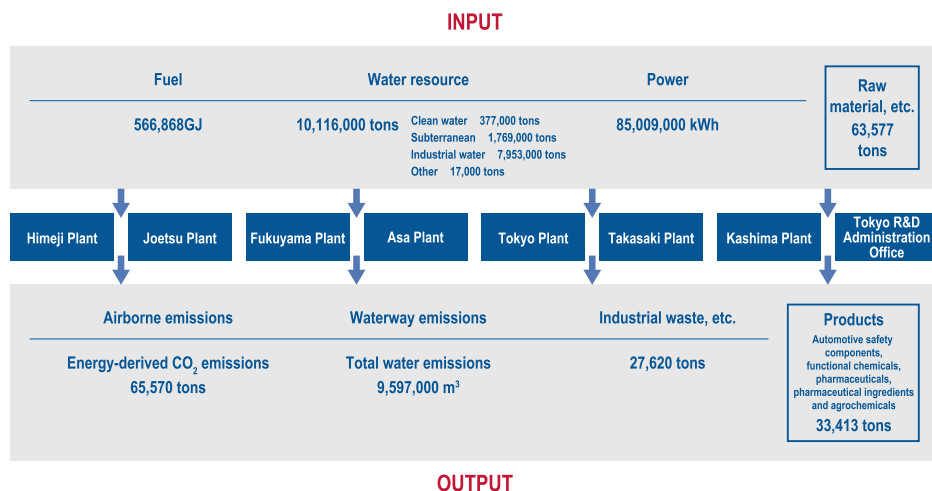 INPUT
Fuel
Water resource
Power
Raw
material, etc.
63,577
tons
566,868GJ
10,116,000 tons
Clean water 377,000 tons
Subterranean 1,769,000 tons
Industrial water 7,953,000 tons
Other 17,000 tons
85,009,000 kWh
Himeji Plant
Joetsu Plant
Fukuyama Plant
Asa Plant
Tokyo Plant
Takasaki Plant
Kashima Plant
Tokyo R&D
Administration
Office
Airborne emissions
Waterway emissions
Industrial waste, etc.
Energy-derived CO2 emissions
65,570 tons
Total water emissions
9,597,000 m³
27,620 tons
Products
Automotive safety
components,
functional chemicals,
pharmaceuticals,
pharmaceutical ingredients
and agrochemicals
33,413 tons
OUTPUT